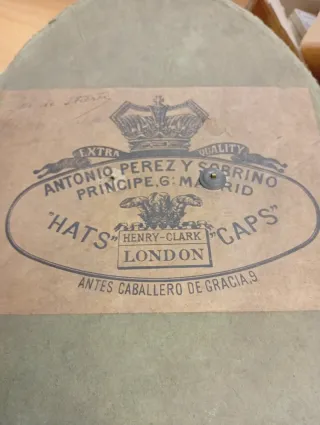 EXTRA QUALITY
ANTONIO PEREZ Y SOBRINO
PRINCIPE, 6: MADRID
"HATS" "CAPS"
HENRY-CLARK
LONDON
ANTES CABALLERO DE GRACIA, 9